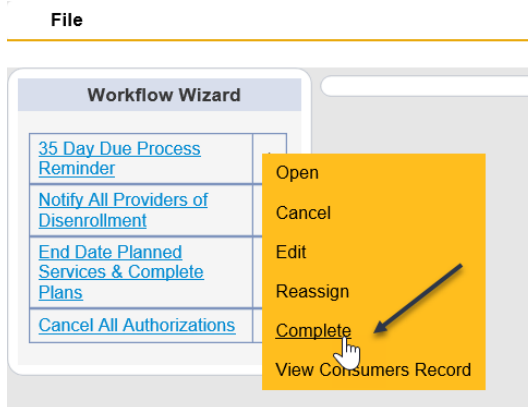 File
Workflow Wizard
35 Day Due Process
Reminder
Notify All Providers of
Disenrollment
End Date Planned
Services & Complete
Plans
Cancel All Authorizations
Open
Cancel
Edit
Reassign
Complete
View Consumers Record